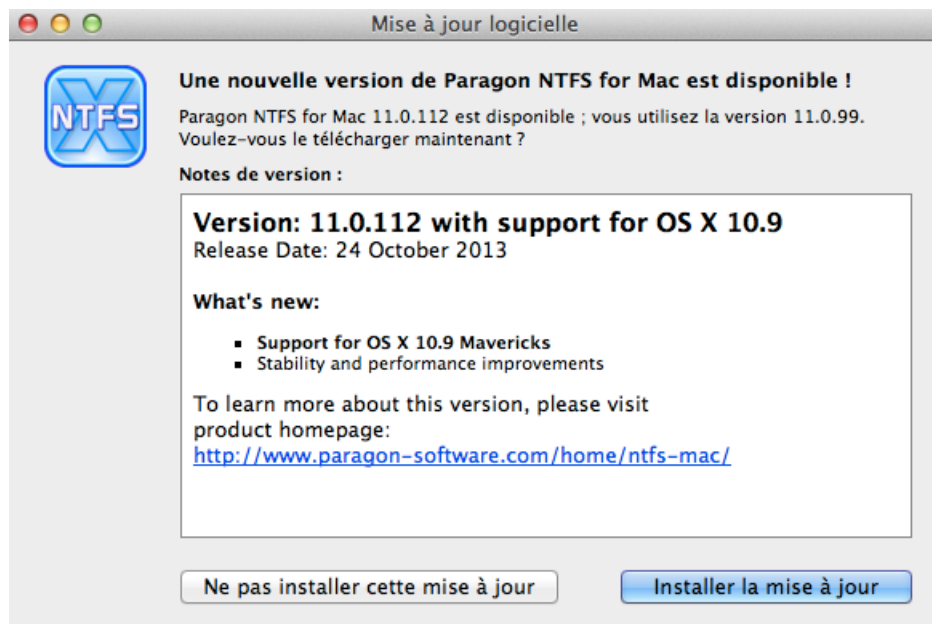 Mise à jour logicielle
NTFS
Une nouvelle version de Paragon NTFS for Mac est disponible !
Paragon NTFS for Mac 11.0.112 est disponible ; vous utilisez la version 11.0.99.
Voulez-vous le télécharger maintenant ?
Notes de version :
Version: 11.0.112 with support for OS X 10.9
Release Date: 24 October 2013
What's new:
▪ Support for OS X 10.9 Mavericks
▪ Stability and performance improvements
To learn more about this version, please visit
product homepage:
http://www.paragon-software.com/home/ntfs-mac/
Ne pas installer cette mise à jour
Installer la mise à jour